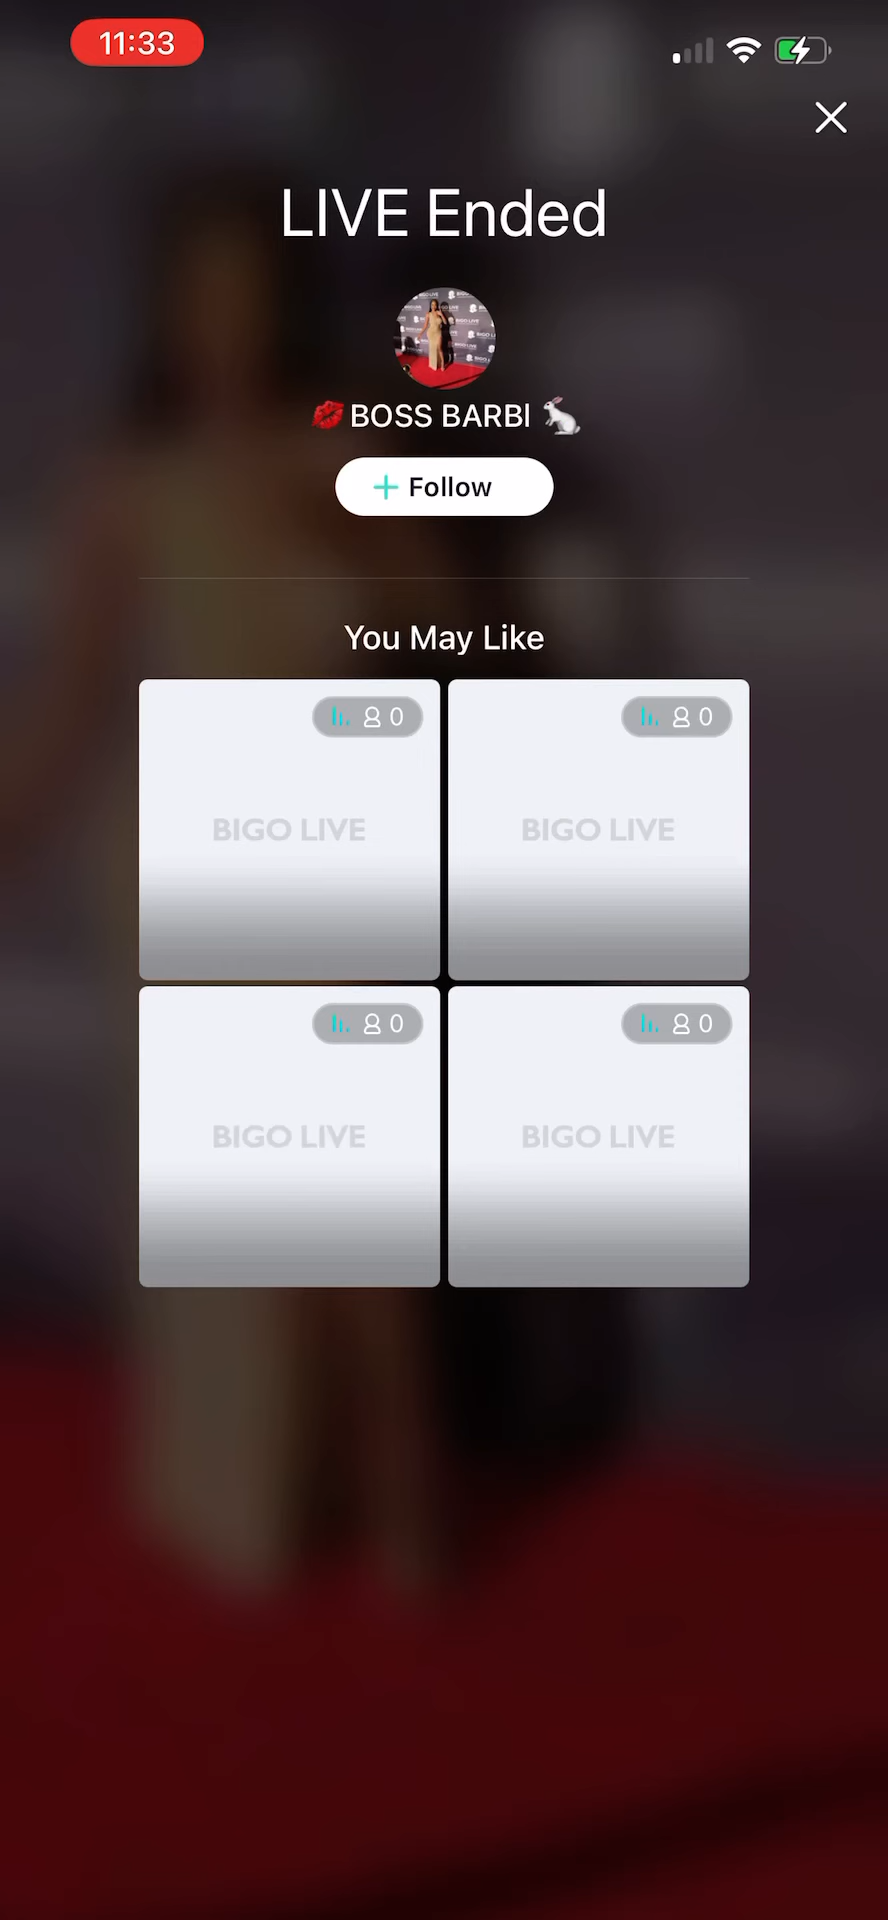 11:33
LIVE Ended
💋 BOSS BARBI 🐇
+ Follow
You May Like
0
0
BIGO LIVE
BIGO LIVE
0
0
BIGO LIVE
BIGO LIVE